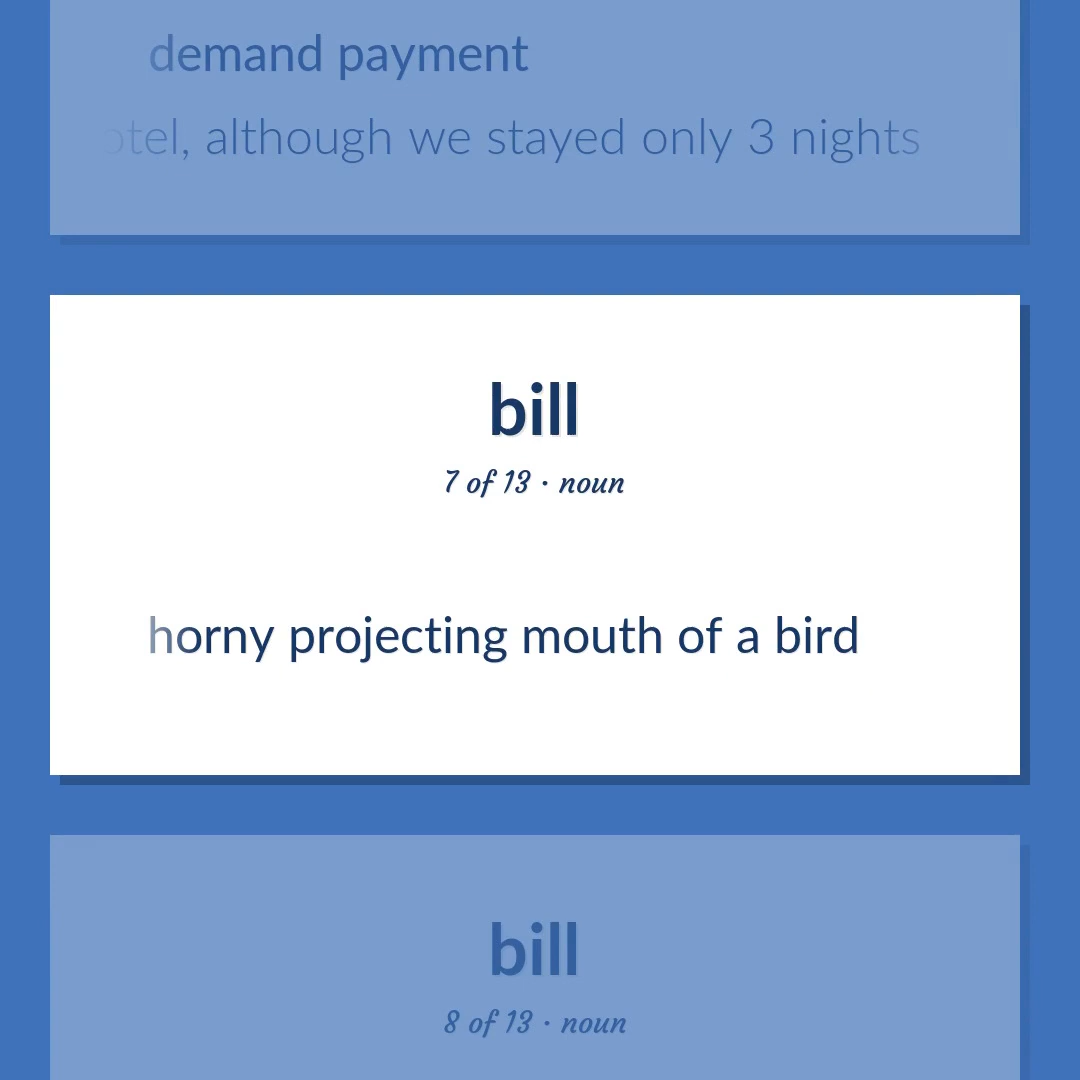 demand payment
although we stayed only 3 nights
bill
7 of 13 · noun
horny projecting mouth of a bird
bill
8 of 13 · noun